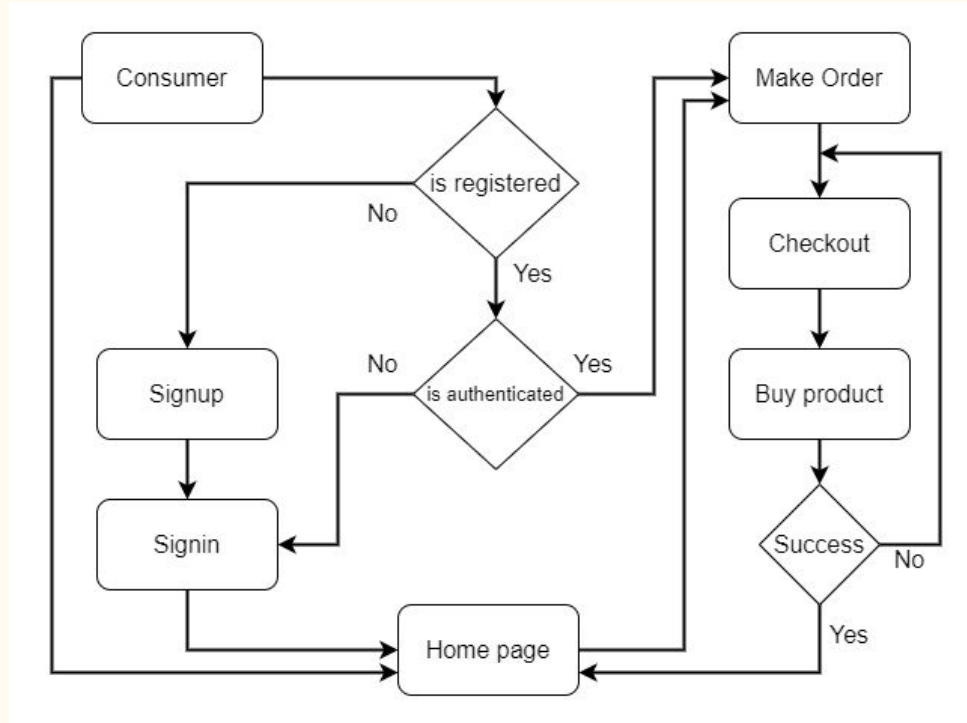 Consumer
Make Order
is registered
No
Checkout
Yes
No
Yes
Signup
is authenticated
Buy product
Signin
Success
No
Home page
Yes